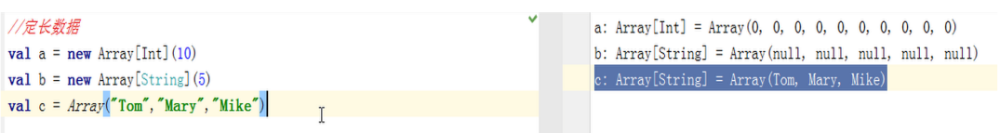 //定长数据
val a = new Array[Int](10)
val b = new Array[String](5)
val c = Array("Tom","Mary","Mike")
a: Array[Int] = Array(0, 0, 0, 0, 0, 0, 0, 0, 0, 0)
b: Array[String] = Array(null, null, null, null, null)
c: Array[String] = Array(Tom, Mary, Mike)